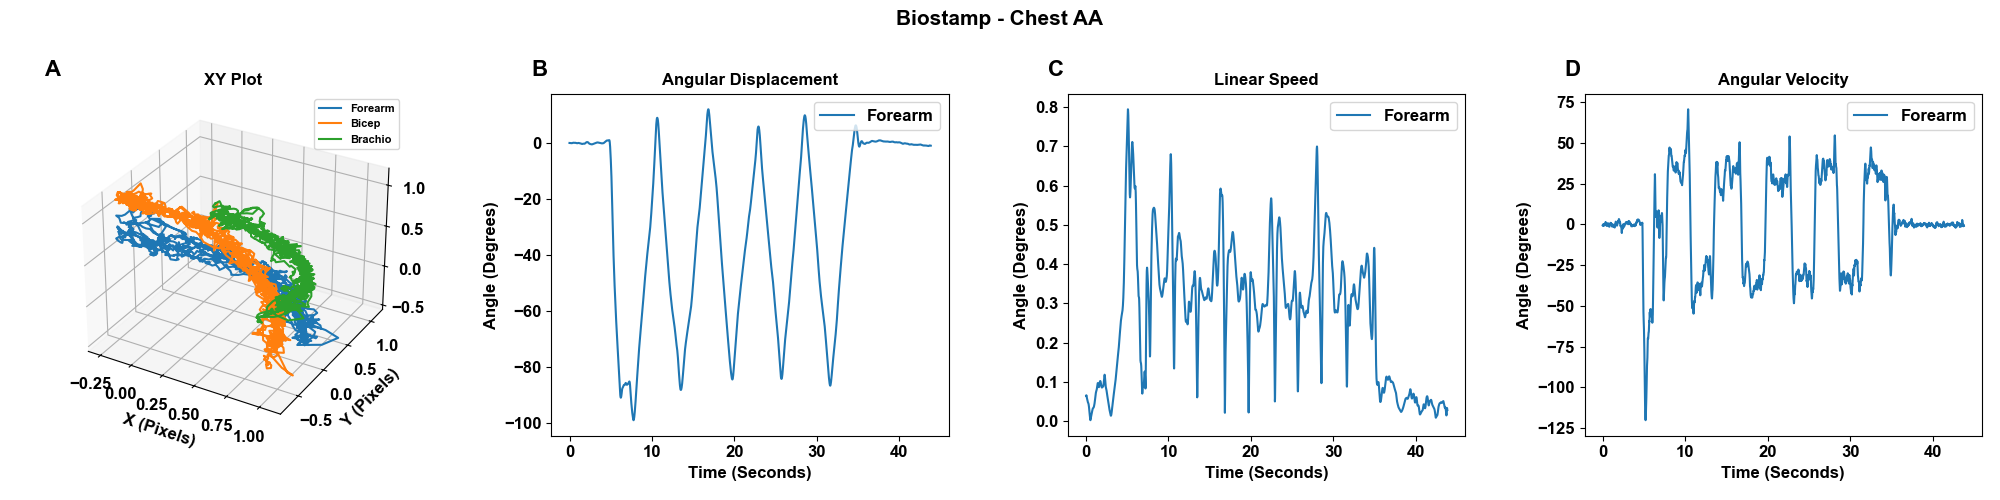 Biostamp - Chest AA
A
XY Plot
Forearm
Bicep
Brachio
1.0
0.5
0.0
−0.5
1.0
0.5
0.0
−0.5
Y (Pixels)
−0.25
0.00
0.25
0.50
0.75
1.00
X (Pixels)
B
Angular Displacement
Forearm
0
−20
−40
−60
−80
−100
Angle (Degrees)
0 10 20 30 40
Time (Seconds)
C
Linear Speed
Forearm
0.8
0.7
0.6
0.5
0.4
0.3
0.2
0.1
0.0
Angle (Degrees)
0 10 20 30 40
Time (Seconds)
D
Angular Velocity
Forearm
75
50
25
0
−25
−50
−75
−100
−125
Angle (Degrees)
0 10 20 30 40
Time (Seconds)